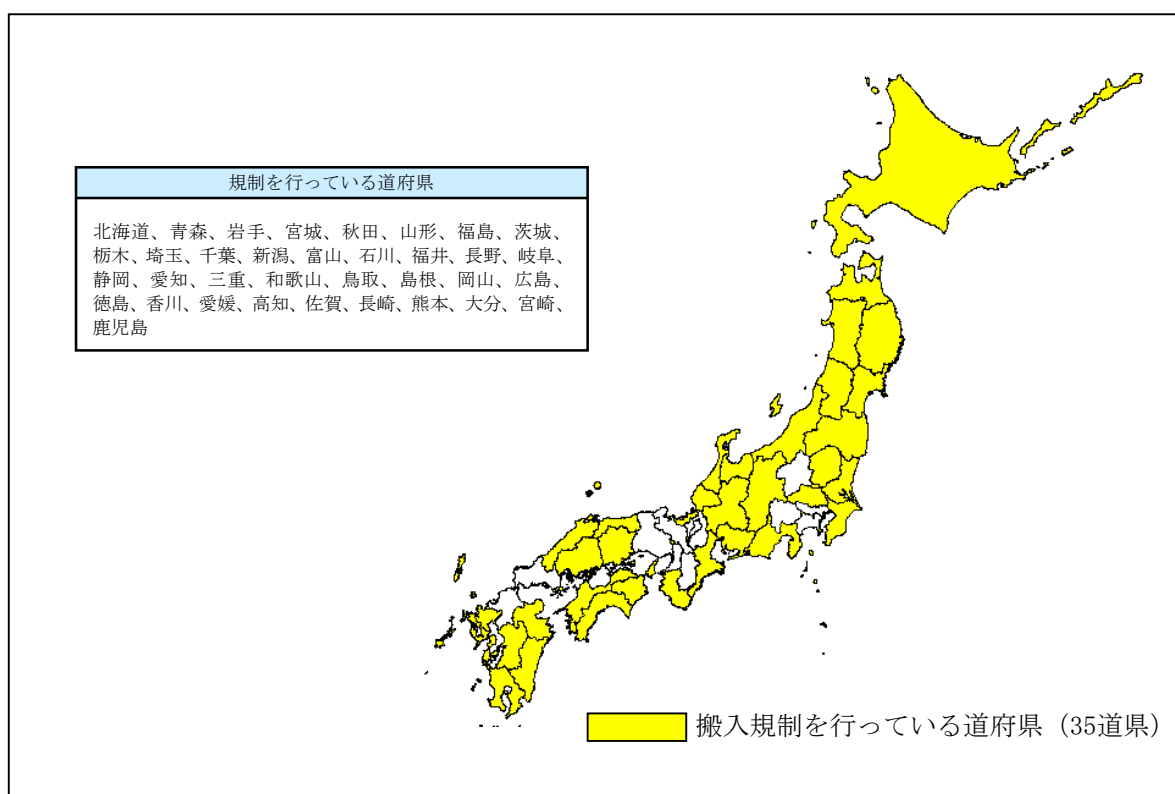 規制を行っている道府県
北海道、青森、岩手、宮城、秋田、山形、福島、茨城、
栃木、埼玉、千葉、新潟、富山、石川、福井、長野、岐阜、
静岡、愛知、三重、和歌山、鳥取、島根、岡山、広島、
徳島、香川、愛媛、高知、佐賀、長崎、熊本、大分、宮崎、
鹿児島
搬入規制を行っている道府県（35道県）